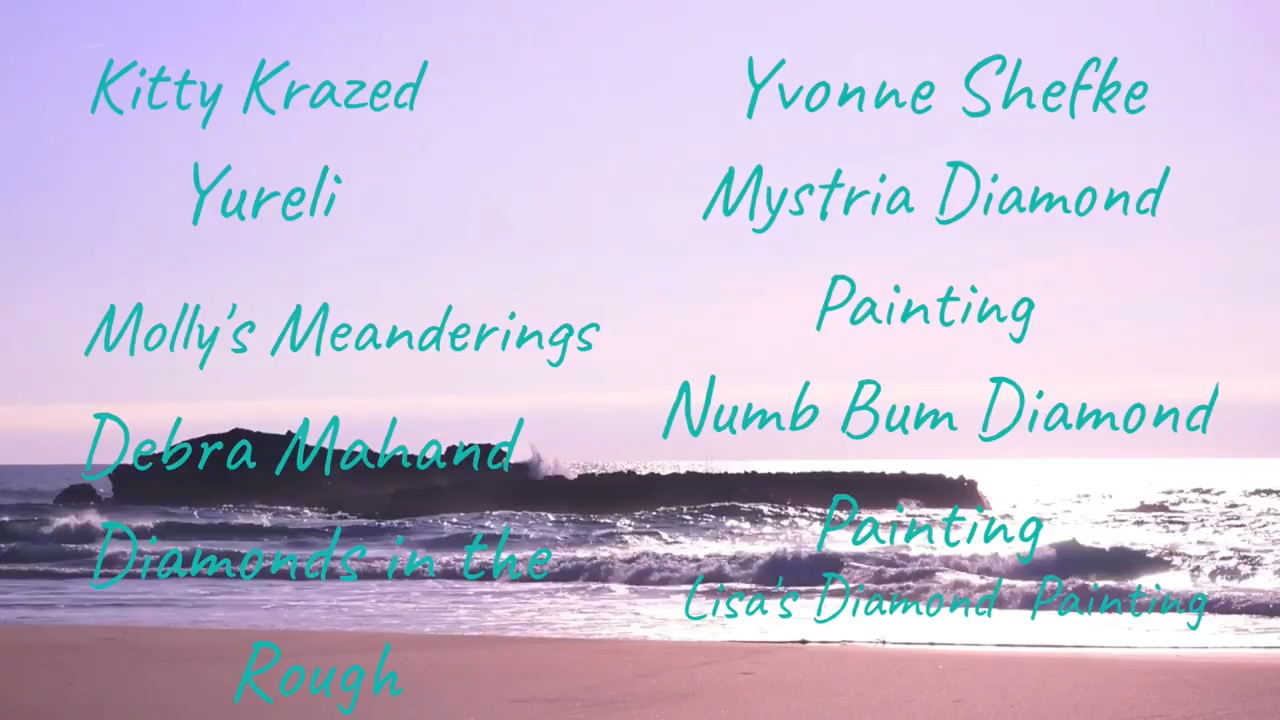 Kitty Krazed
Yureli
Molly's Meanderings
Debra Mahand
Diamonds in the
Rough
Yvonne Shefke
Mystria Diamond
Painting
Numb Bum Diamond
Painting
Lisa's Diamond Painting